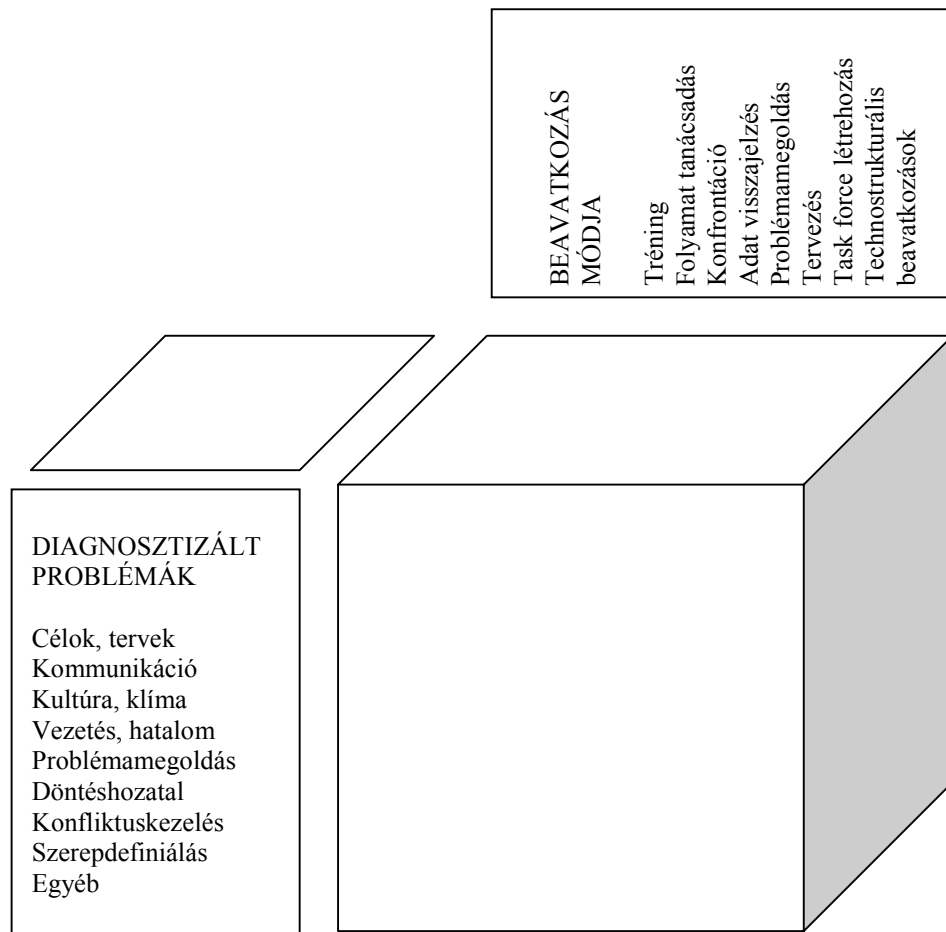 BEAVATKOZÁS
MÓDJA
Tréning
Folyamat tanácsadás
Konfrontáció
Adat visszajelzés
Problémamegoldás
Tervezés
Task force létrehozás
Technostrukturális
beavatkozások
DIAGNOSZTIZÁLT
PROBLÉMÁK
Célok, tervek
Kommunikáció
Kultúra, klíma
Vezetés, hatalom
Problémamegoldás
Döntéshozatal
Konfliktuskezelés
Szerepdefiniálás
Egyéb